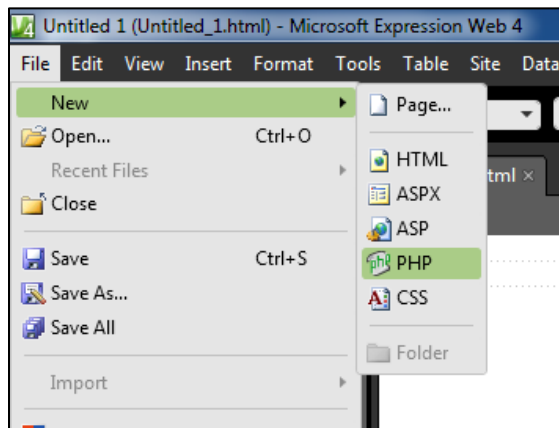 Untitled 1 (Untitled_1.html) - Microsoft Expression Web 4
File Edit View Insert Format Tools Table Site Data
New
Page...
Open... Ctrl+O
Recent Files
HTML
tml ×
ASPX
Close
ASP
Save Ctrl+S
PHP
Save As...
CSS
Save All
Folder
Import